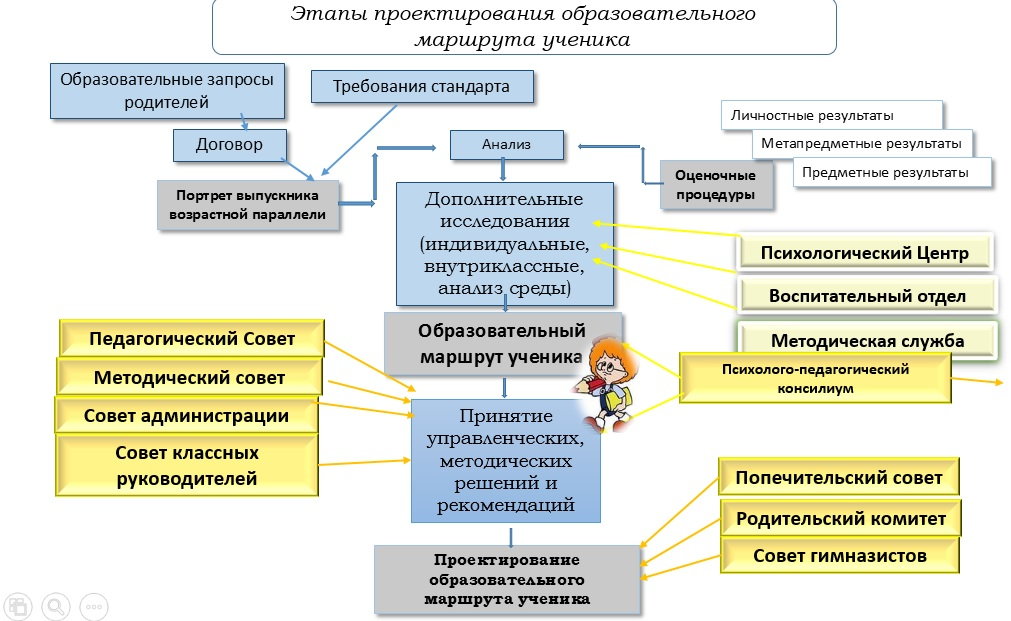 Этапы проектирования образовательного
маршрута ученика
Образовательные запросы
родителей
Требования стандарта
Договор
Анализ
Личностные результаты
Метапредметные результаты
Предметные результаты
Портрет выпускника
возрастной параллели
Оценочные
процедуры
Дополнительные
исследования
(индивидуальные,
внутриклассные,
анализ среды)
Психологический Центр
Воспитательный отдел
Методическая служба
Образовательный
маршрут ученика
Педагогический Совет
Методический совет
Совет администрации
Совет классных
руководителей
Психолого-педагогический
консилиум
Принятие
управленческих,
методических
решений и
рекомендаций
Попечительский совет
Родительский комитет
Совет гимназистов
Проектирование
образовательного
маршрута ученика